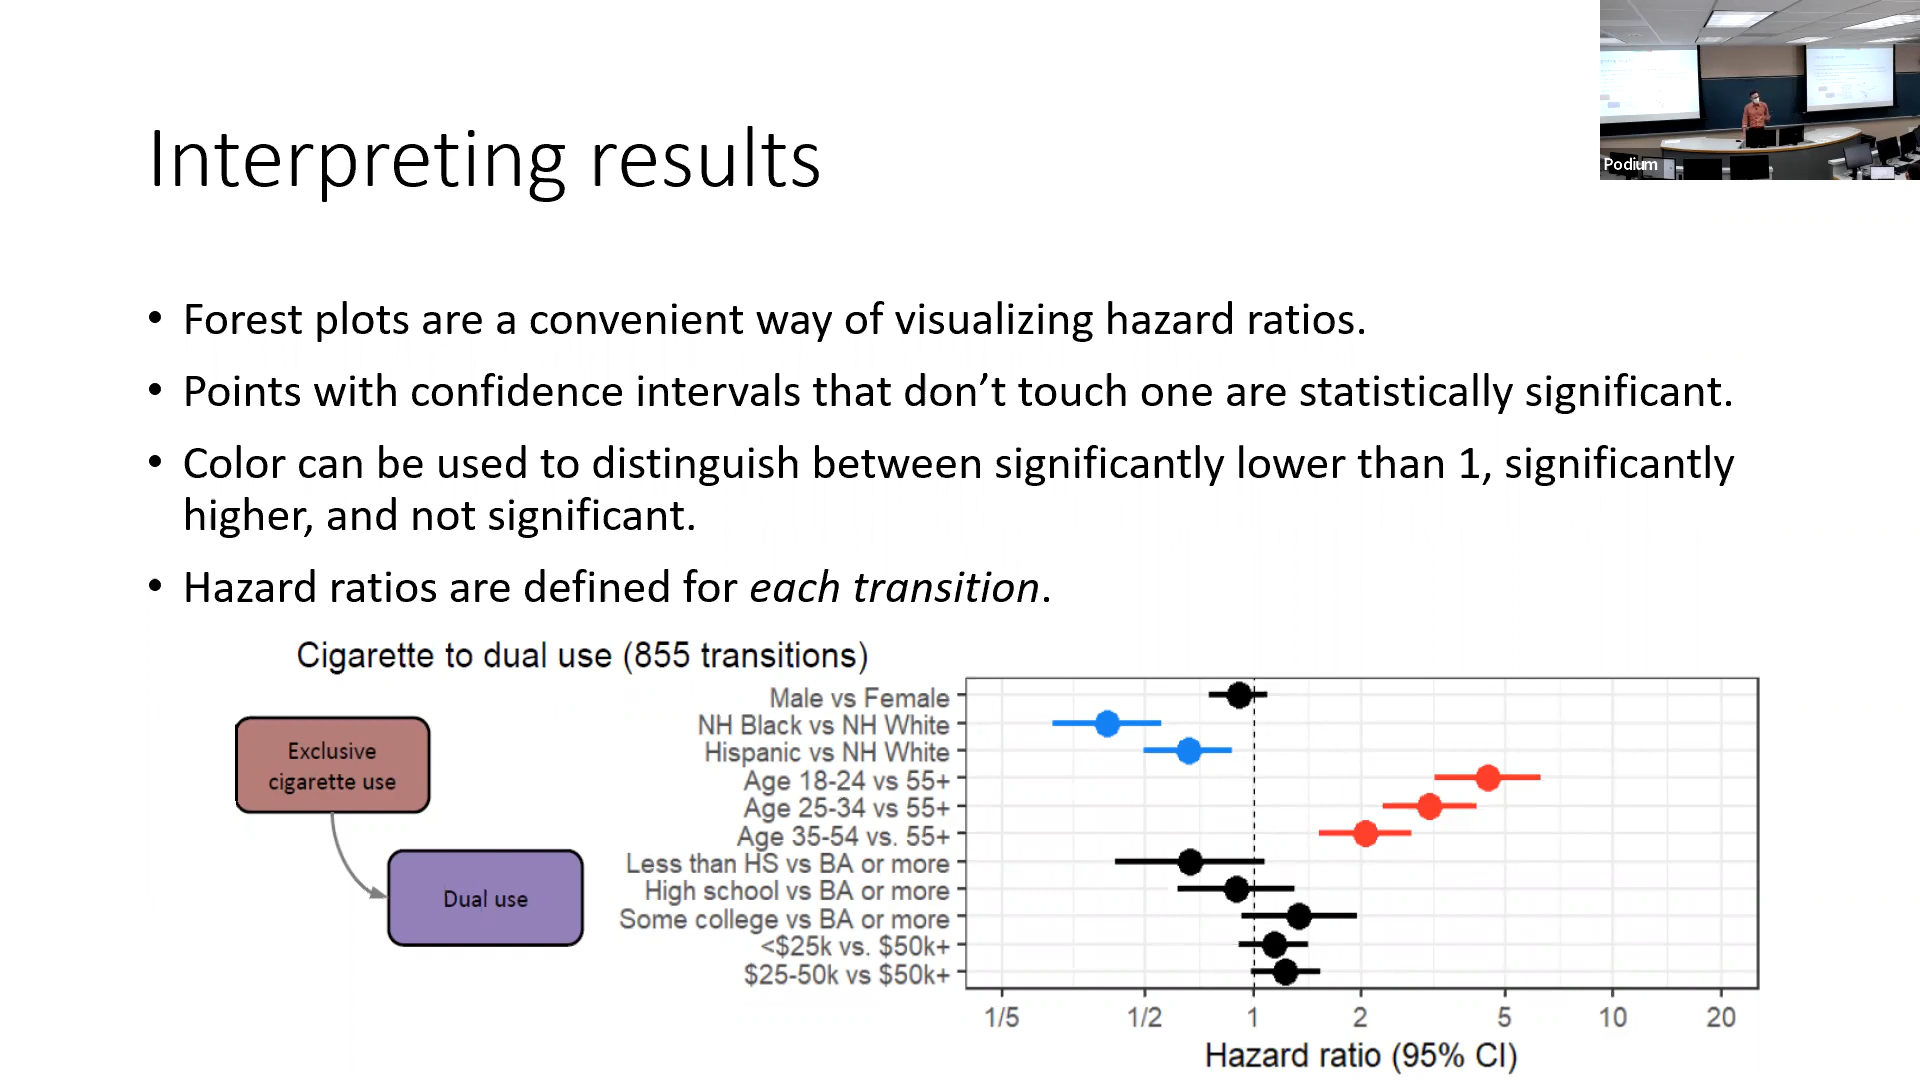 Podium
Interpreting results
• Forest plots are a convenient way of visualizing hazard ratios.
• Points with confidence intervals that don’t touch one are statistically significant.
• Color can be used to distinguish between significantly lower than 1, significantly
higher, and not significant.
• Hazard ratios are defined for each transition.
Cigarette to dual use (855 transitions)
Exclusive
cigarette use
Dual use
Male vs Female
NH Black vs NH White
Hispanic vs NH White
Age 18-24 vs 55+
Age 25-34 vs 55+
Age 35-54 vs. 55+
Less than HS vs BA or more
High school vs BA or more
Some college vs BA or more
<$25k vs. $50k+
$25-50k vs $50k+
1/5 1/2 1 2 5 10 20
Hazard ratio (95% CI)